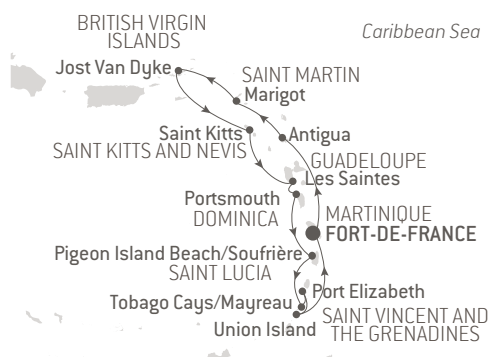 BRITISH VIRGIN
ISLANDS
Caribbean Sea
Jost Van Dyke
SAINT MARTIN
Marigot
Saint Kitts
Antigua
SAINT KITTS AND NEVIS
GUADELOUPE
Les Saintes
Portsmouth
DOMINICA
MARTINIQUE
FORT-DE-FRANCE
Pigeon Island Beach/Soufrière
SAINT LUCIA
Port Elizabeth
Tobago Cays/Mayreau
SAINT VINCENT AND
THE GRENADINES
Union Island